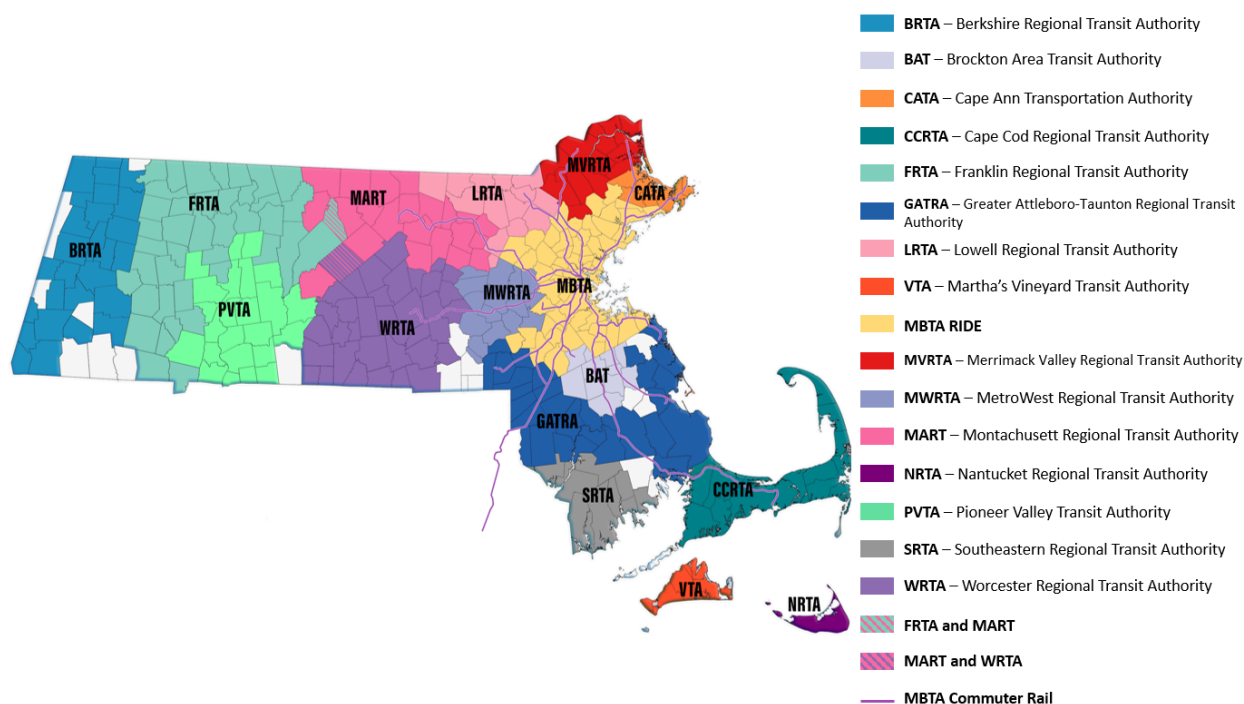 BRTA – Berkshire Regional Transit Authority
BAT – Brockton Area Transit Authority
CATA – Cape Ann Transportation Authority
CCRTA – Cape Cod Regional Transit Authority
FRTA – Franklin Regional Transit Authority
GATRA – Greater Attleboro-Taunton Regional Transit
Authority
LRTA – Lowell Regional Transit Authority
VTA – Martha's Vineyard Transit Authority
MBTA RIDE
MVRTA – Merrimack Valley Regional Transit Authority
MWRTA – MetroWest Regional Transit Authority
MART – Montachusett Regional Transit Authority
NRTA – Nantucket Regional Transit Authority
PVTA – Pioneer Valley Transit Authority
SRTA – Southeastern Regional Transit Authority
WRTA – Worcester Regional Transit Authority
FRTA and MART
MART and WRTA
MBTA Commuter Rail
MVRTA
CATA
LRTA
MART
FRTA
BRTA
MBTA
MWRTA
PVTA
WRTA
BAT
GATRA
SRTA
CCRTA
VTA
NRTA